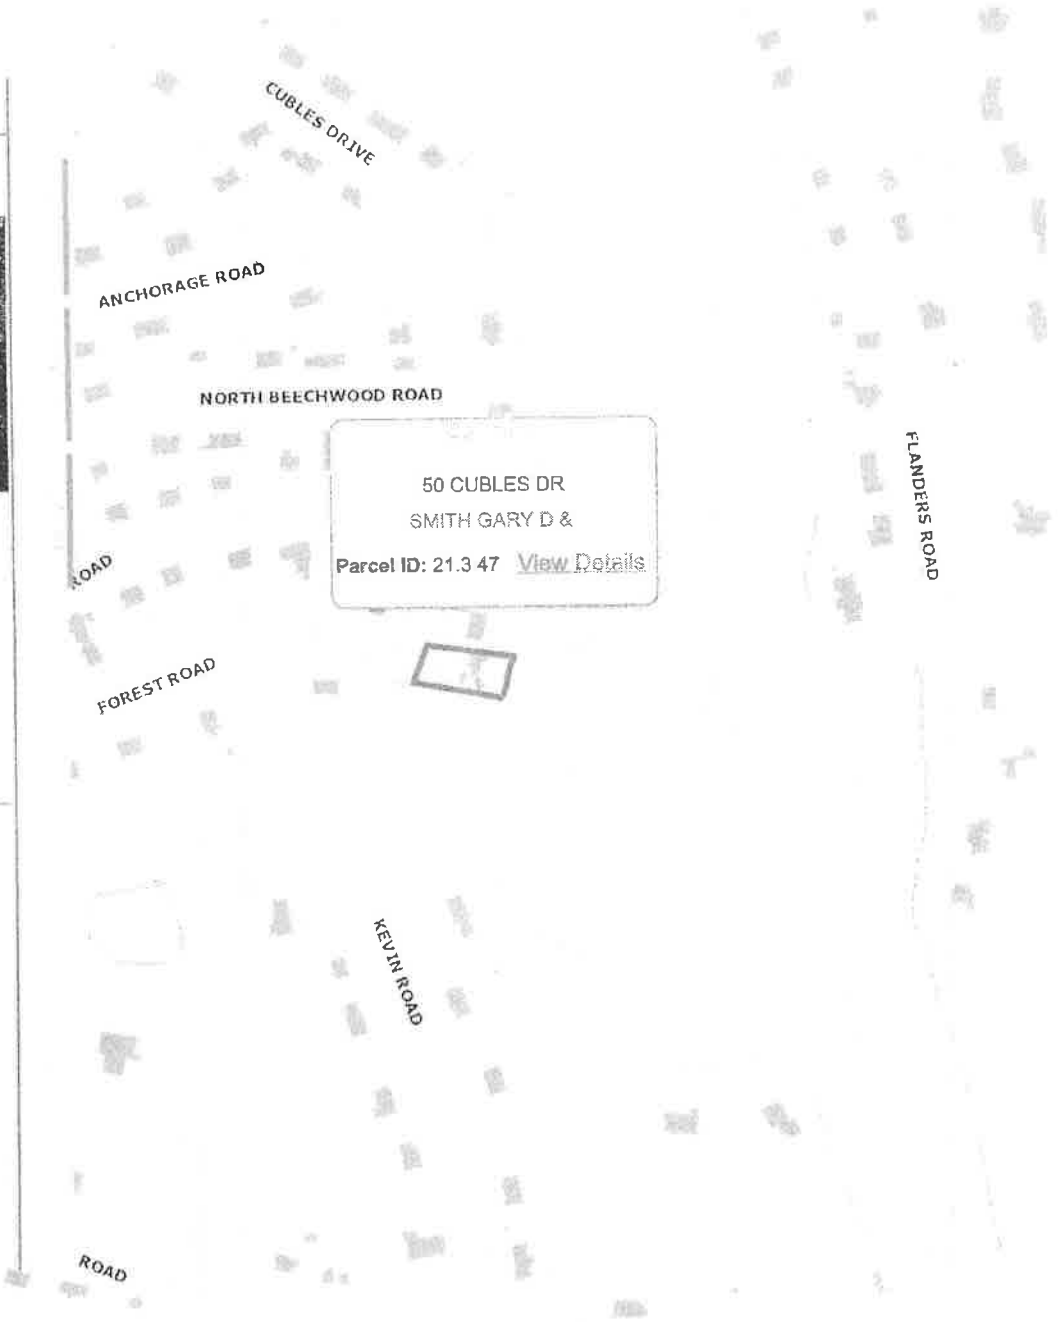 CUBLES DRIVE
ANCHORAGE ROAD
NORTH BEECHWOOD ROAD
50 CUBLES DR
SMITH GARY D &
Parcel ID: 21.3 47 View Details
FLANDERS ROAD
ROAD
FOREST ROAD
KEVIN ROAD
ROAD